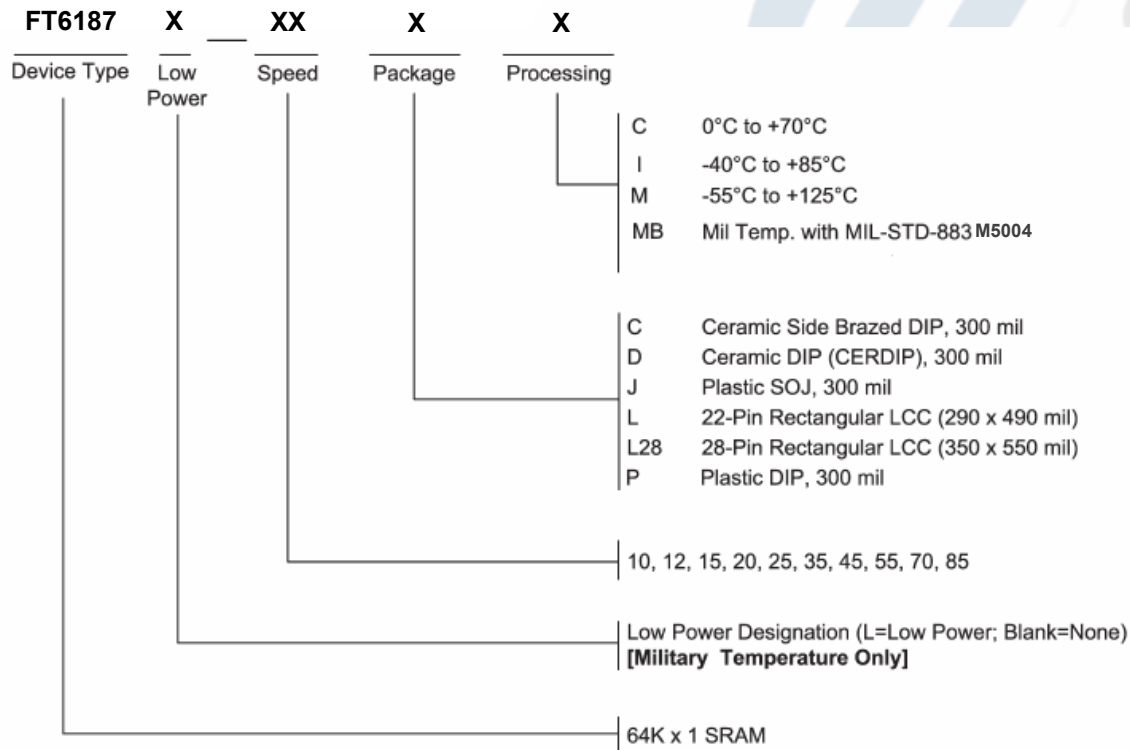 FT6187 X __ XX X X
Device Type Low Power Speed Package Processing
C 0°C to +70°C
I -40°C to +85°C
M -55°C to +125°C
MB Mil Temp. with MIL-STD-883 M5004
C Ceramic Side Brazed DIP, 300 mil
D Ceramic DIP (CERDIP), 300 mil
J Plastic SOJ, 300 mil
L 22-Pin Rectangular LCC (290 x 490 mil)
L28 28-Pin Rectangular LCC (350 x 550 mil)
P Plastic DIP, 300 mil
10, 12, 15, 20, 25, 35, 45, 55, 70, 85
Low Power Designation (L=Low Power; Blank=None)
[Military Temperature Only]
64K x 1 SRAM